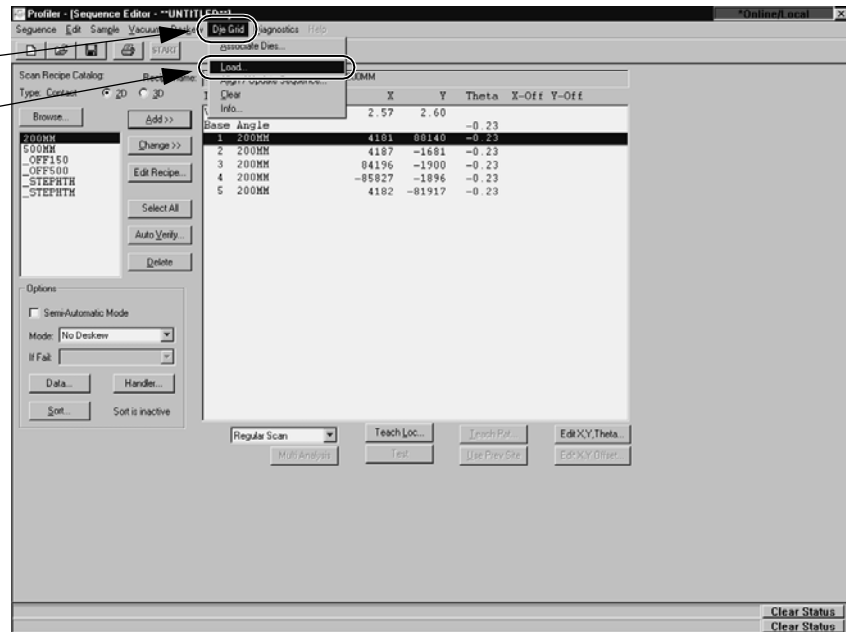 Profiler - [Sequence Editor - **UNTITLED**]
*Online/Local
Sequence Edit Sample Vacuum Deskew Die Grid Diagnostics Help
START
Associate Dies...
Load...
Align / Update Sequence...
Clear
Info...
Scan Recipe Catalog: Recipe Name:
Type: Contact 2D 3D
Browse...
200MM
500MM
_OFF150
_OFF500
_STEPHTH
_STEPHTH
Add >>
Change >>
Edit Recipe...
Select All
Auto Verify...
Delete
X Y Theta X-Off Y-Off
2.57 2.60
Base Angle -0.23
1 200MM 4181 80140 -0.23
2 200MM 4187 -1681 -0.23
3 200MM 84196 -1900 -0.23
4 200MM -85827 -1896 -0.23
5 200MM 4182 -81917 -0.23
Options
Semi-Automatic Mode
Mode: No Deskew
If Fail:
Data... Handler...
Sort... Sort is inactive
Regular Scan Teach Loc... Teach Pat... Edit X,Y,Theta...
Multi Analysis Test Use Prev Site Edit X,Y Offset...
Clear Status
Clear Status